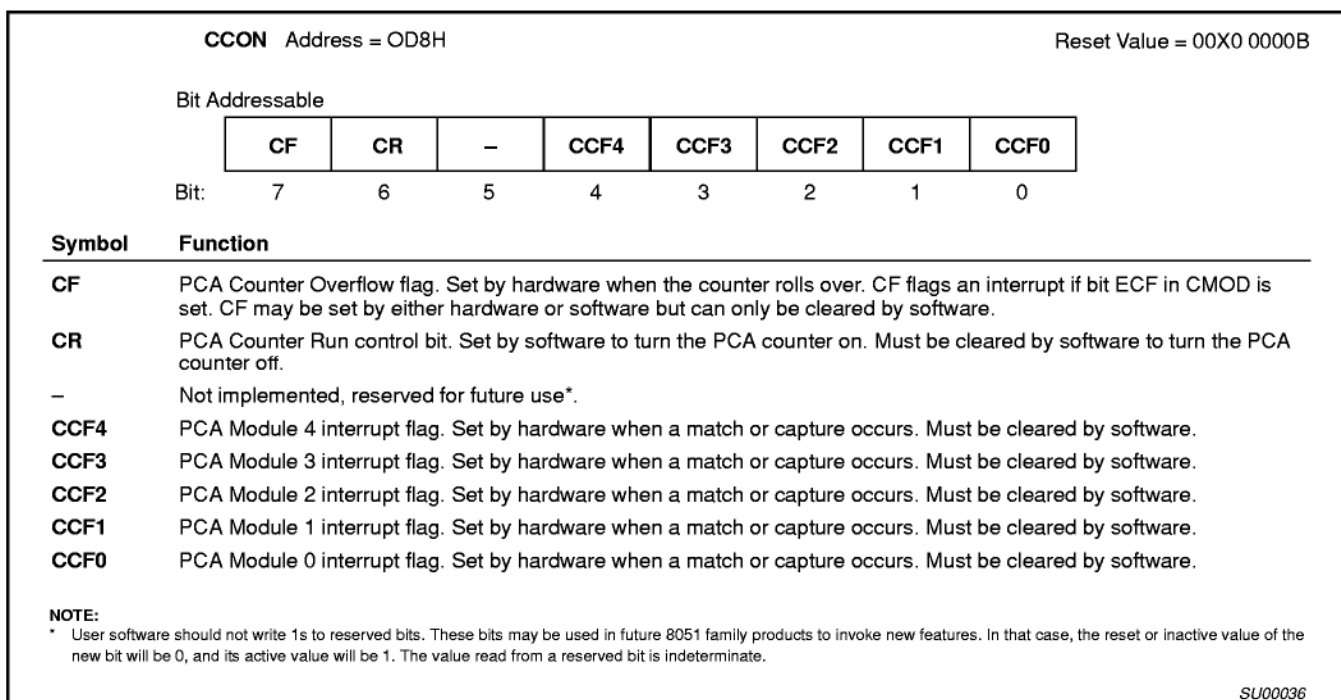 CCON Address = OD8H Reset Value = 00X0 0000B
Bit Addressable
CF CR – CCF4 CCF3 CCF2 CCF1 CCF0
Bit: 7 6 5 4 3 2 1 0
Symbol Function
CF PCA Counter Overflow flag. Set by hardware when the counter rolls over. CF flags an interrupt if bit ECF in CMOD is
set. CF may be set by either hardware or software but can only be cleared by software.
CR PCA Counter Run control bit. Set by software to turn the PCA counter on. Must be cleared by software to turn the PCA
counter off.
– Not implemented, reserved for future use*.
CCF4 PCA Module 4 interrupt flag. Set by hardware when a match or capture occurs. Must be cleared by software.
CCF3 PCA Module 3 interrupt flag. Set by hardware when a match or capture occurs. Must be cleared by software.
CCF2 PCA Module 2 interrupt flag. Set by hardware when a match or capture occurs. Must be cleared by software.
CCF1 PCA Module 1 interrupt flag. Set by hardware when a match or capture occurs. Must be cleared by software.
CCF0 PCA Module 0 interrupt flag. Set by hardware when a match or capture occurs. Must be cleared by software.
NOTE:
* User software should not write 1s to reserved bits. These bits may be used in future 8051 family products to invoke new features. In that case, the reset or inactive value of the
new bit will be 0, and its active value will be 1. The value read from a reserved bit is indeterminate.
SU00036